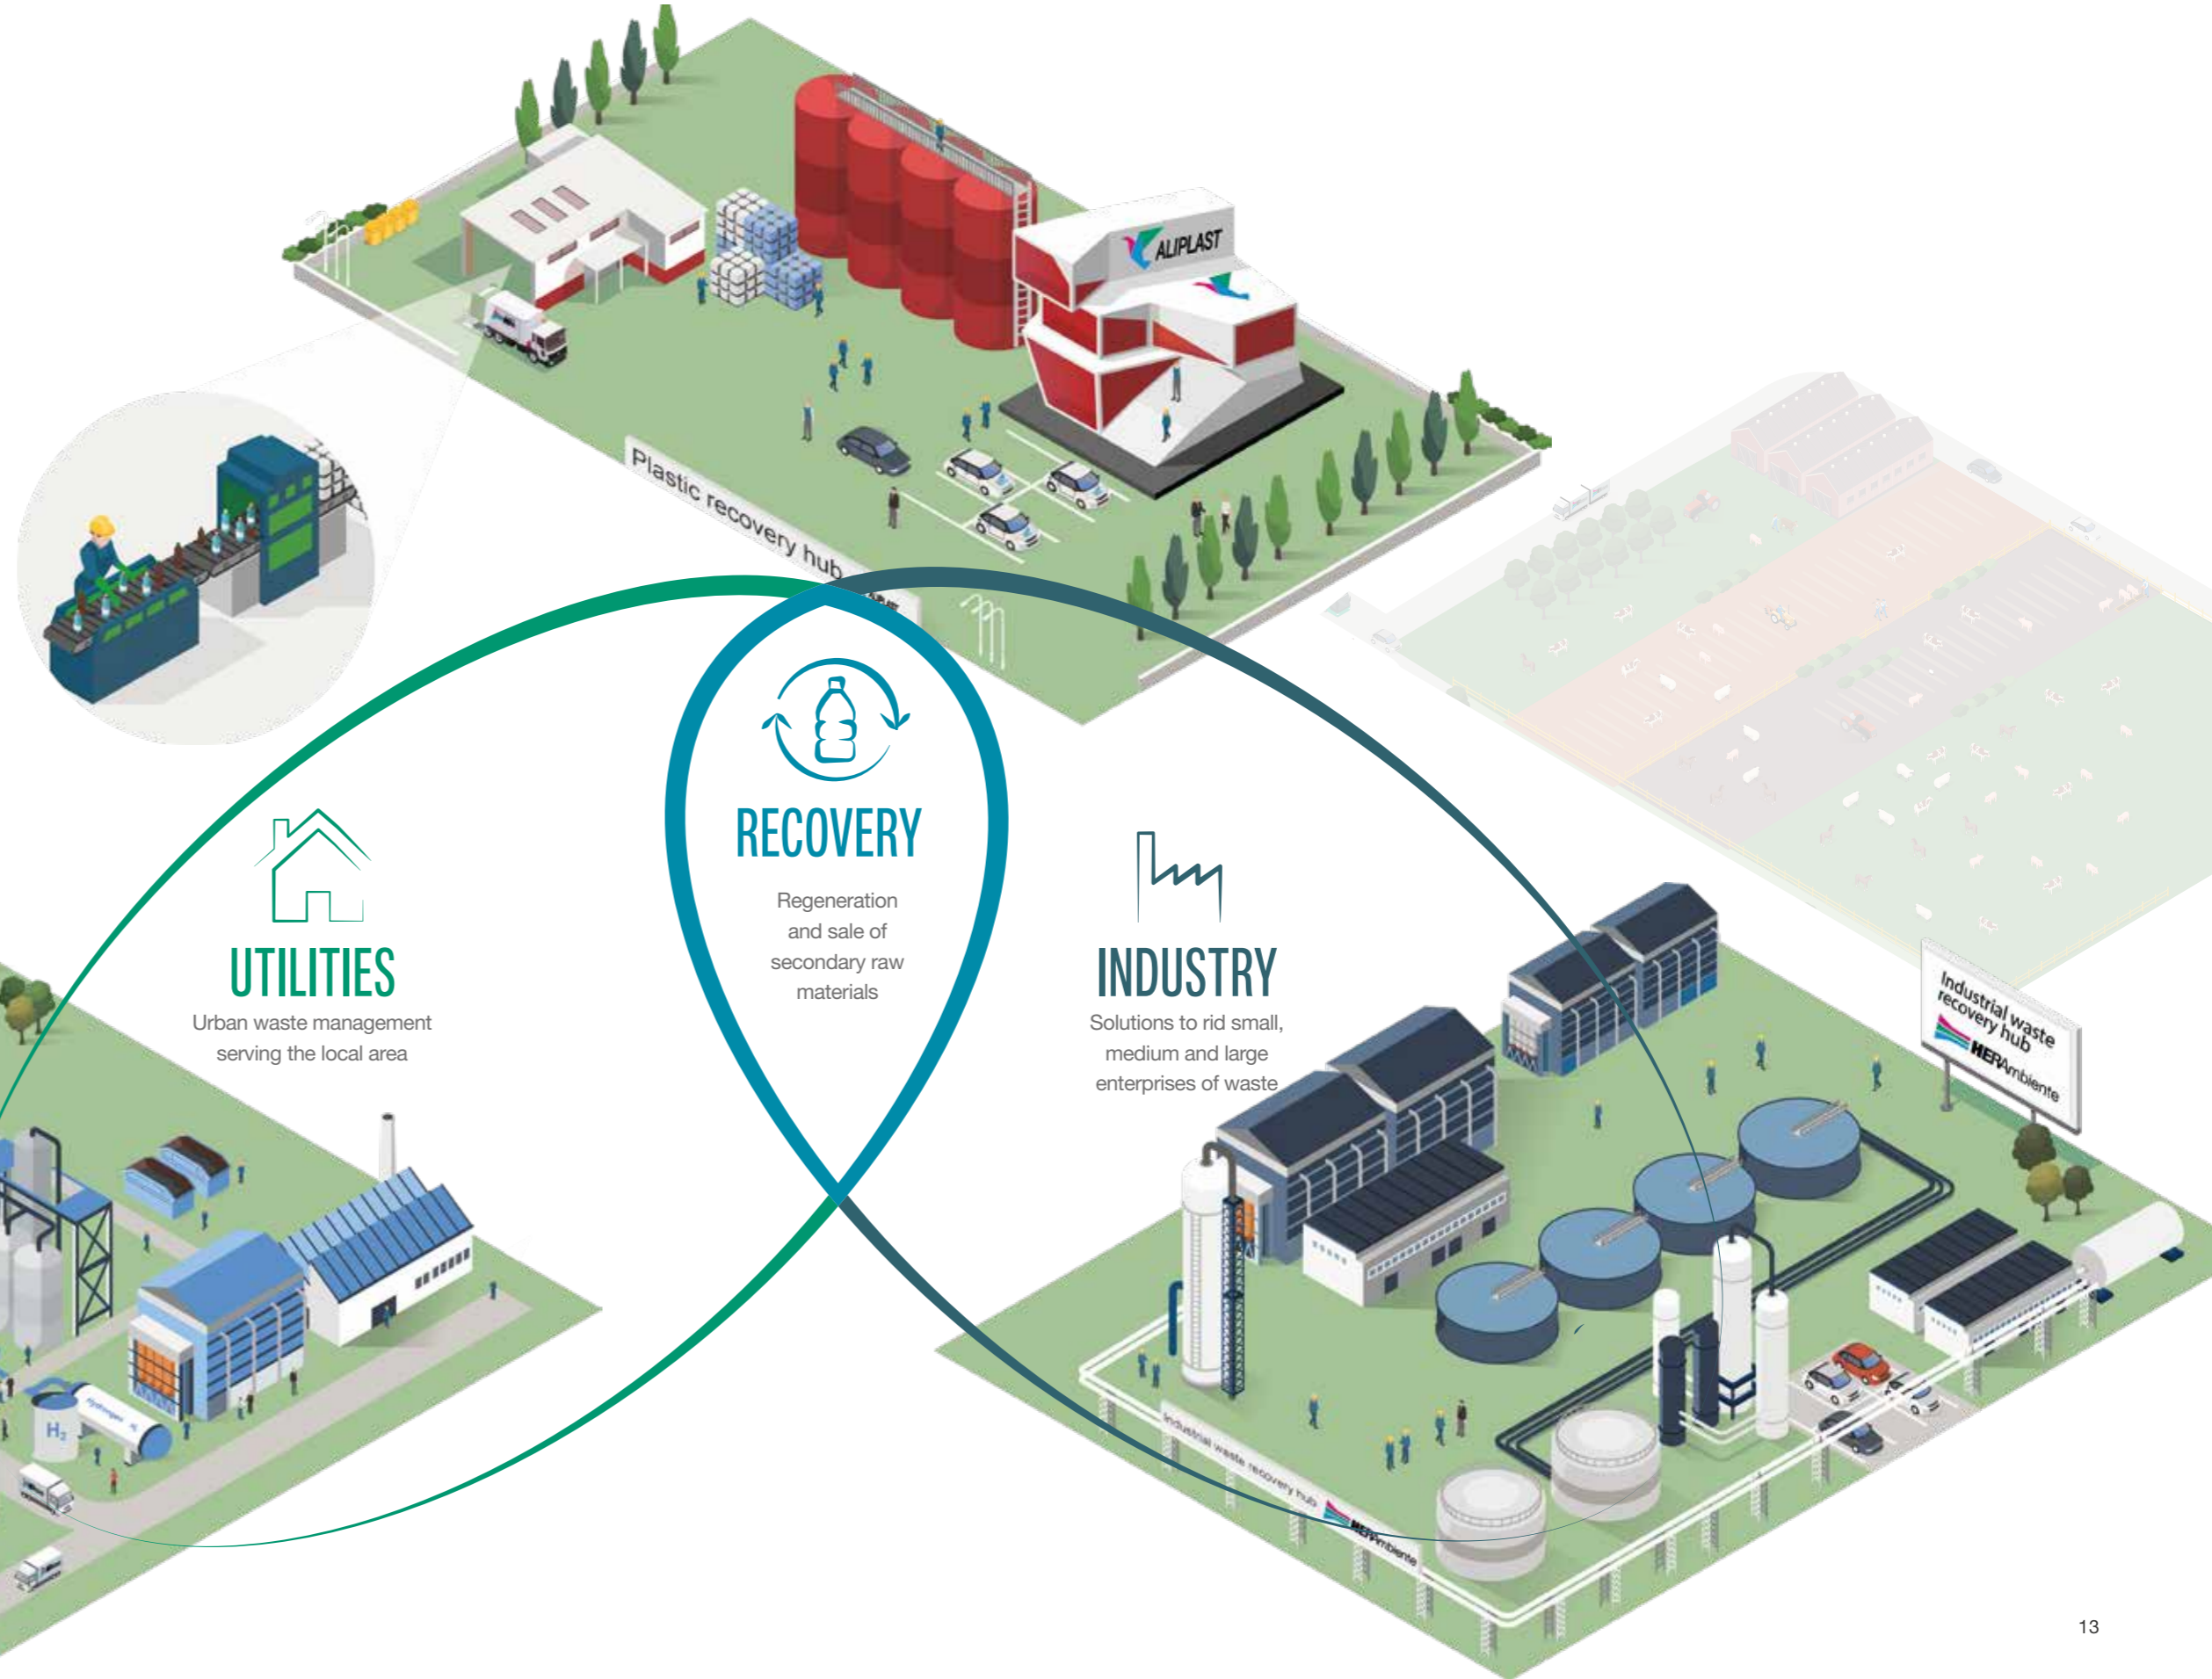 ALIPLAST
Plastic recovery hub
RECOVERY
Regeneration
and sale of
secondary raw
materials
UTILITIES
Urban waste management
serving the local area
INDUSTRY
Solutions to rid small,
medium and large
enterprises of waste
Industrial waste
recovery hub
HERAmbiente
Hydrogen H₂
H₂
Industrial waste recovery hub
HERAmbiente
13